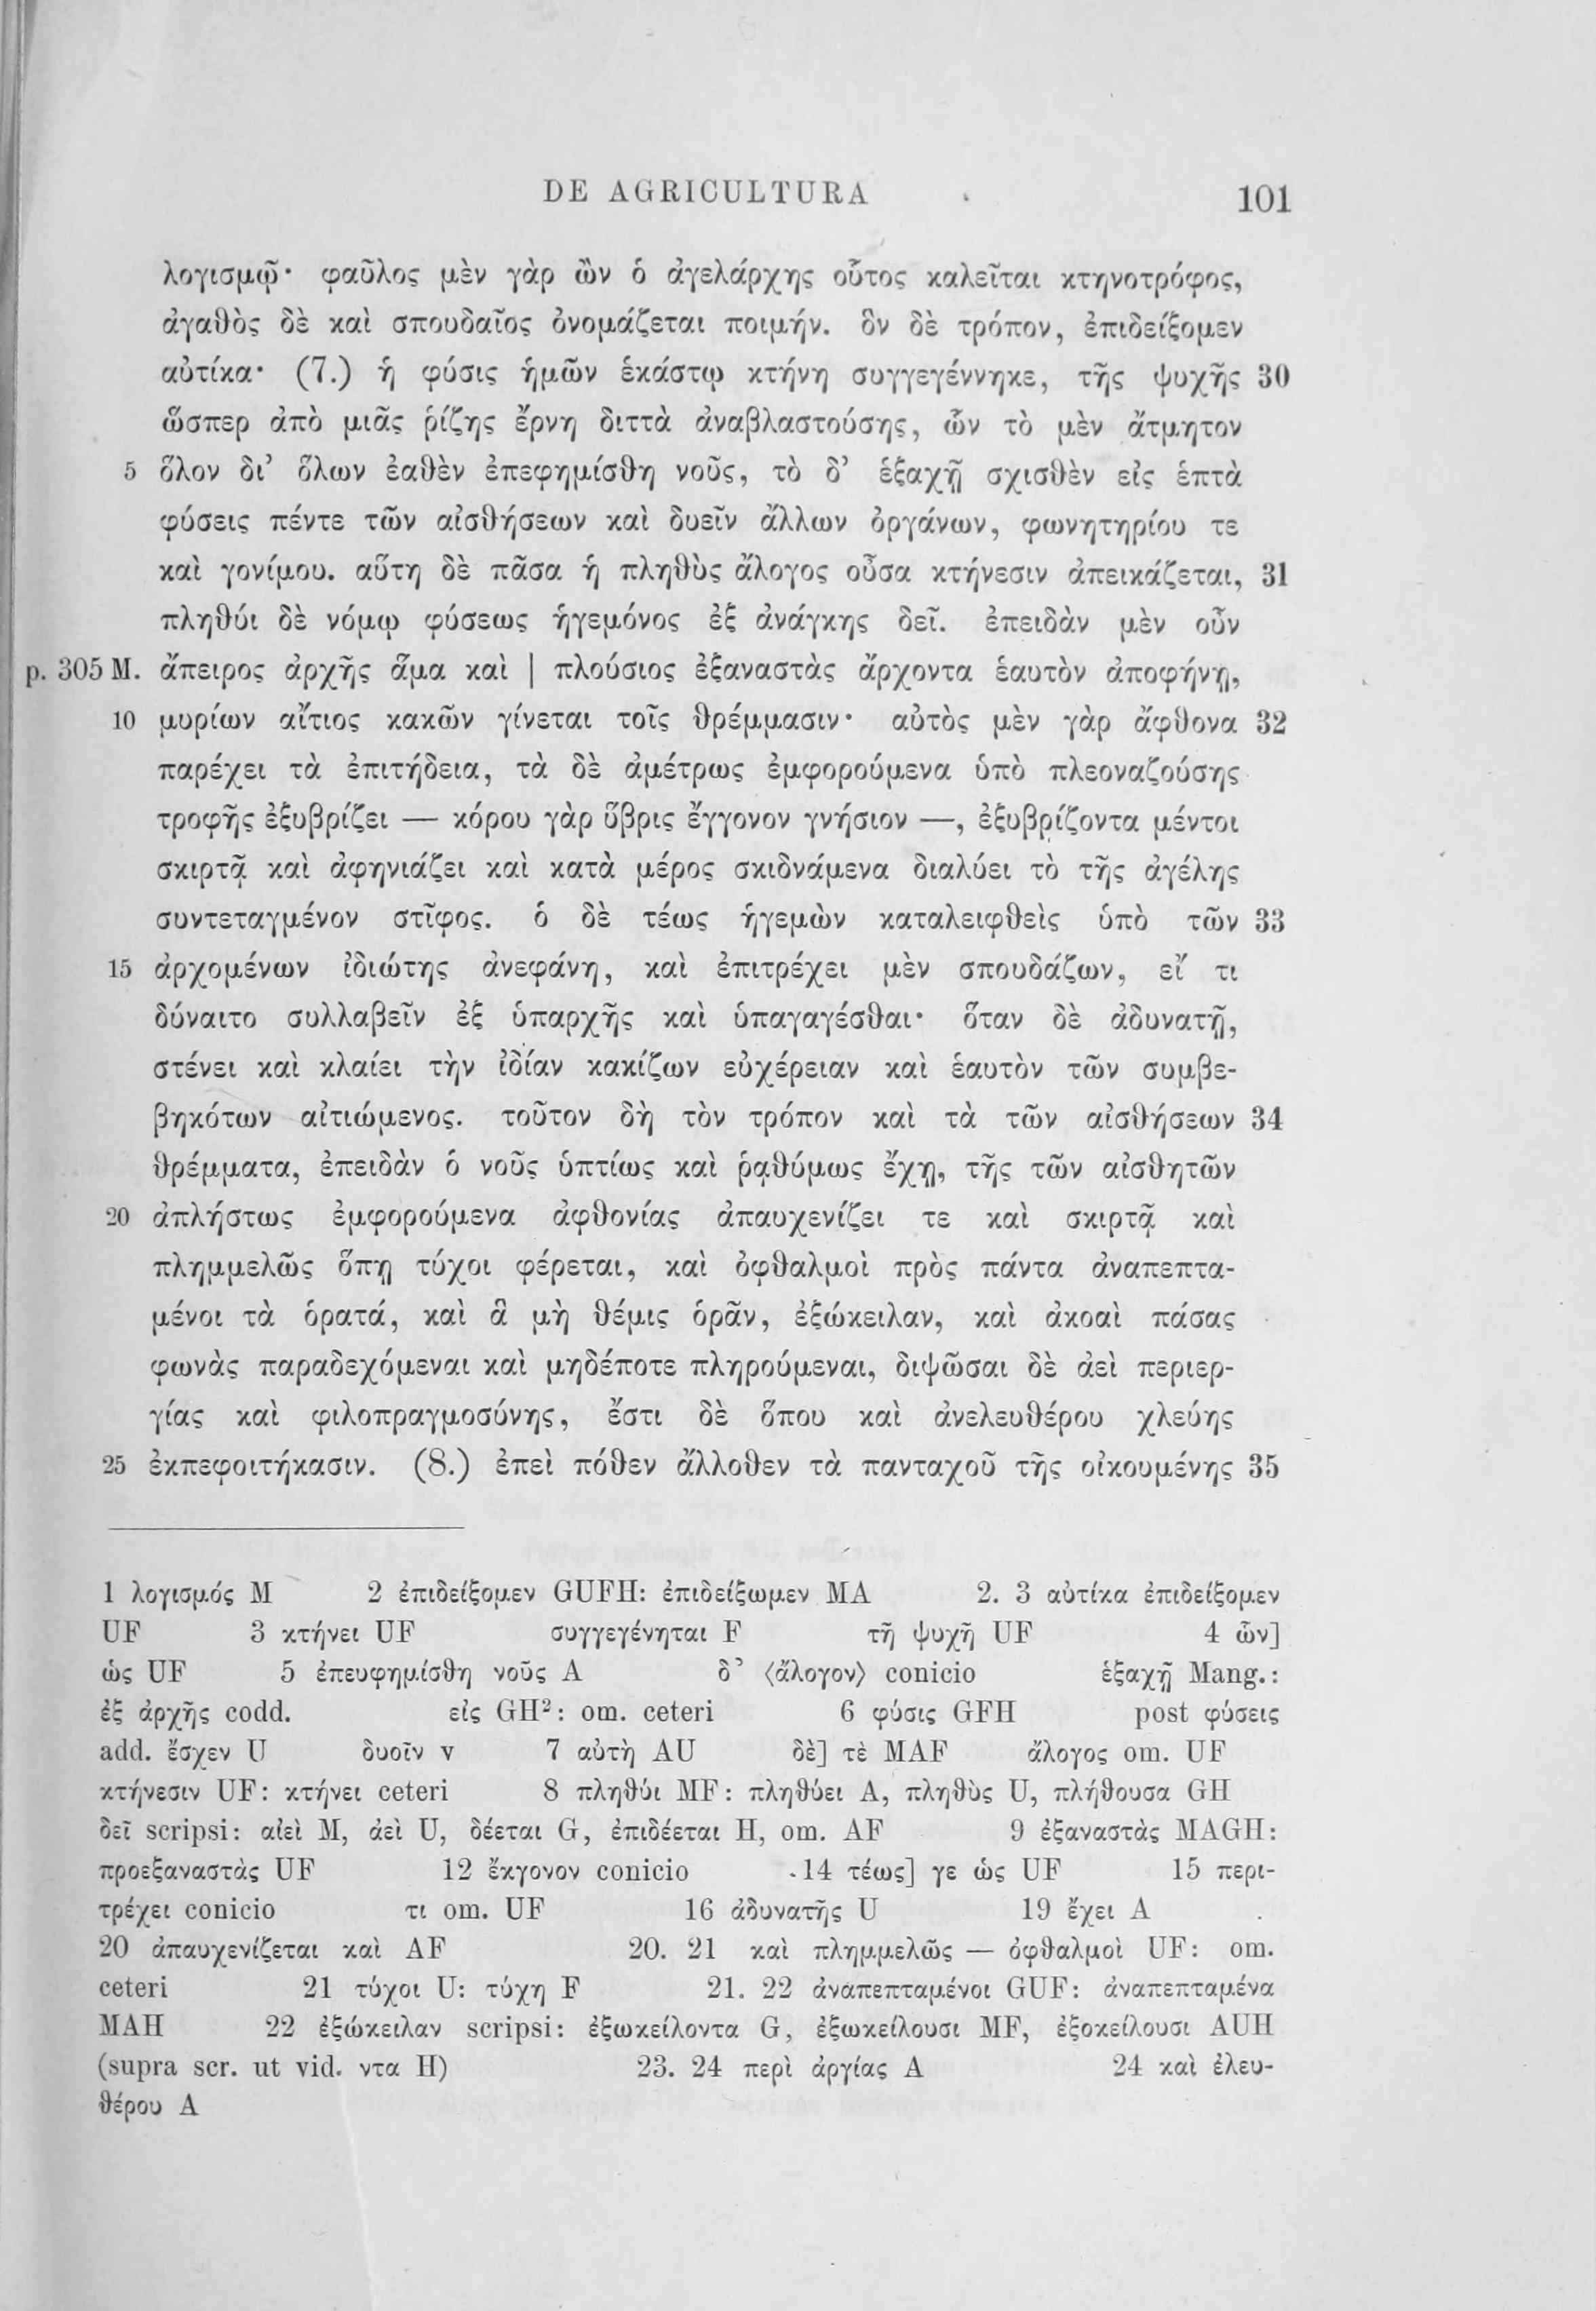 DE AGRICULTURA 101
λογισμῷ· φαῦλος μὲν γὰρ ὢν ὁ ἀγελάρχης οὗτος καλεῖται κτηνοτρόφος,
ἀγαθὸς δὲ καὶ σπουδαῖος ὀνομάζεται ποιμήν. ὃν δὲ τρόπον, ἐπιδείξομεν
αὐτίκα· (7.) ἡ φύσις ἡμῶν ἑκάστῳ κτήνη συγγεγέννηκε, τῆς ψυχῆς 30
ὥσπερ ἀπὸ μιᾶς ῥίζης ἔρνη διττὰ ἀναβλαστούσης, ὧν τὸ μὲν ἄτμητον
5 ὅλον δι’ ὅλων ἐαθὲν ἐπεφημίσθη νοῦς, τὸ δ’ ἑξαχῇ σχισθὲν εἰς ἑπτὰ
φύσεις πέντε τῶν αἰσθήσεων καὶ δυεῖν ἄλλων ὀργάνων, φωνητηρίου τε
καὶ γονίμου. αὕτη δὲ πᾶσα ἡ πληθὺς ἄλογος οὖσα κτήνεσιν ἀπεικάζεται, 31
πληθύι δὲ νόμῳ φύσεως ἡγεμόνος ἐξ ἀνάγκης δεῖ. ἐπειδὰν μὲν οὖν
p. 305 M. ἄπειρος ἀρχῆς ἅμα καὶ | πλούσιος ἐξαναστὰς ἄρχοντα ἑαυτὸν ἀποφήνῃ,
10 μυρίων αἴτιος κακῶν γίνεται τοῖς θρέμμασιν· αὐτὸς μὲν γὰρ ἄφθονα 32
παρέχει τὰ ἐπιτήδεια, τὰ δὲ ἀμέτρως ἐμφορούμενα ὑπὸ πλεοναζούσης
τροφῆς ἐξυβρίζει — κόρου γὰρ ὕβρις ἔγγονον γνήσιον —, ἐξυβρίζοντα μέντοι
σκιρτᾷ καὶ ἀφηνιάζει καὶ κατὰ μέρος σκιδνάμενα διαλύει τὸ τῆς ἀγέλης
συντεταγμένον στῖφος. ὁ δὲ τέως ἡγεμὼν καταλειφθεὶς ὑπὸ τῶν 33
15 ἀρχομένων ἰδιώτης ἀνεφάνη, καὶ ἐπιτρέχει μὲν σπουδάζων, εἴ τι
δύναιτο συλλαβεῖν ἐξ ὑπαρχῆς καὶ ὑπαγαγέσθαι· ὅταν δὲ ἀδυνατῇ,
στένει καὶ κλαίει τὴν ἰδίαν κακίζων εὐχέρειαν καὶ ἑαυτὸν τῶν συμβε-
βηκότων αἰτιώμενος. τοῦτον δὴ τὸν τρόπον καὶ τὰ τῶν αἰσθήσεων 34
θρέμματα, ἐπειδὰν ὁ νοῦς ὑπτίως καὶ ῥᾳθύμως ἔχῃ, τῆς τῶν αἰσθητῶν
20 ἀπλήστως ἐμφορούμενα ἀφθονίας ἀπαυχενίζει τε καὶ σκιρτᾷ καὶ
πλημμελῶς ὅπῃ τύχοι φέρεται, καὶ ὀφθαλμοὶ πρὸς πάντα ἀναπεπτα-
μένοι τὰ ὁρατά, καὶ ἃ μὴ θέμις ὁρᾶν, ἐξώκειλαν, καὶ ἀκοαὶ πάσας
φωνὰς παραδεχόμεναι καὶ μηδέποτε πληρούμεναι, διψῶσαι δὲ ἀεὶ περιερ-
γίας καὶ φιλοπραγμοσύνης, ἔστι δὲ ὅπου καὶ ἀνελευθέρου χλεύης
25 ἐκπεφοιτήκασιν. (8.) ἐπεὶ πόθεν ἄλλοθεν τὰ πανταχοῦ τῆς οἰκουμένης 35
1 λογισμός M 2 ἐπιδείξομεν GUFH: ἐπιδείξωμεν MA 2. 3 αὐτίκα ἐπιδείξομεν
UF 3 κτήνει UF συγγεγένηται F τῇ ψυχῇ UF 4 ὧν]
ὡς UF 5 ἐπευφημίσθη νοῦς A δ’ ⟨ἄλογον⟩ conicio ἑξαχῇ Mang.:
ἐξ ἀρχῆς codd. εἰς GH²: om. ceteri 6 φύσις GFH post φύσεις
add. ἔσχεν U δυοῖν v 7 αὐτὴ AU δὲ] τὲ MAF ἄλογος om. UF
κτήνεσιν UF: κτήνει ceteri 8 πληθύι MF: πληθύει A, πληθὺς U, πλήθουσα GH
δεῖ scripsi: αἰεὶ M, ἀεὶ U, δέεται G, ἐπιδέεται H, om. AF 9 ἐξαναστὰς MAGH:
προεξαναστὰς UF 12 ἔκγονον conicio 14 τέως] γε ὡς UF 15 περι-
τρέχει conicio τι om. UF 16 ἀδυνατῆς U 19 ἔχει A
20 ἀπαυχενίζεται καὶ AF 20. 21 καὶ πλημμελῶς — ὀφθαλμοὶ UF: om.
ceteri 21 τύχοι U: τύχῃ F 21. 22 ἀναπεπταμένοι GUF: ἀναπεπταμένα
MAH 22 ἐξώκειλαν scripsi: ἐξωκείλοντα G, ἐξωκείλουσι MF, ἐξοκείλουσι AUH
(supra scr. ut vid. ντα H) 23. 24 περὶ ἀργίας A 24 καὶ ἐλευ-
θέρου A